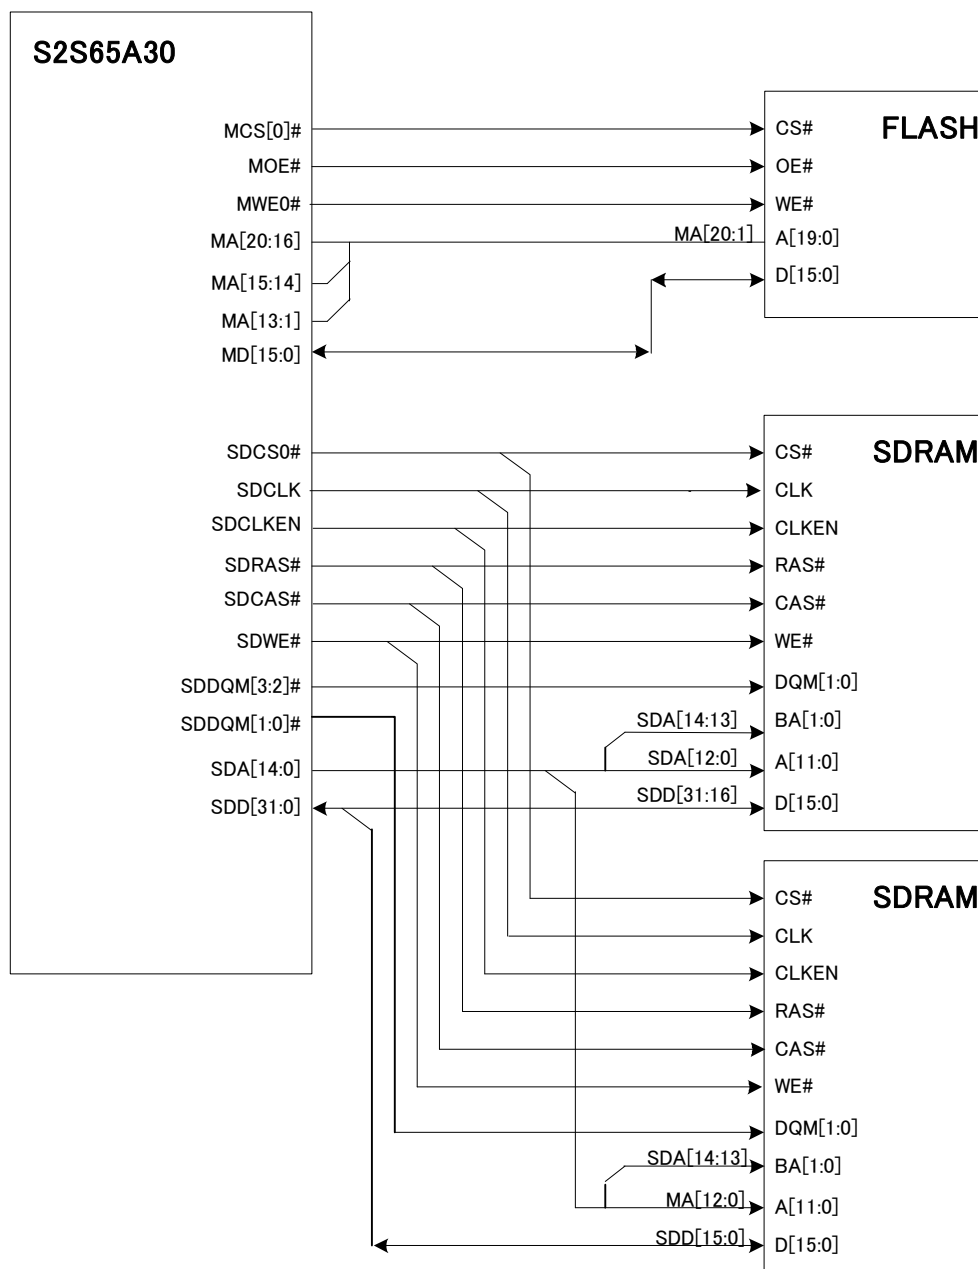 S2S65A30
MCS[0]#
MOE#
MWE0#
MA[20:16]
MA[15:14]
MA[13:1]
MD[15:0]
MA[20:1]
FLASH
CS#
OE#
WE#
A[19:0]
D[15:0]
SDCS0#
SDCLK
SDCLKEN
SDRAS#
SDCAS#
SDWE#
SDDQM[3:2]#
SDDQM[1:0]#
SDA[14:0]
SDD[31:0]
SDA[14:13]
SDA[12:0]
SDD[31:16]
SDRAM
CS#
CLK
CLKEN
RAS#
CAS#
WE#
DQM[1:0]
BA[1:0]
A[11:0]
D[15:0]
SDRAM
CS#
CLK
CLKEN
RAS#
CAS#
WE#
DQM[1:0]
SDA[14:13]
BA[1:0]
MA[12:0]
A[11:0]
SDD[15:0]
D[15:0]